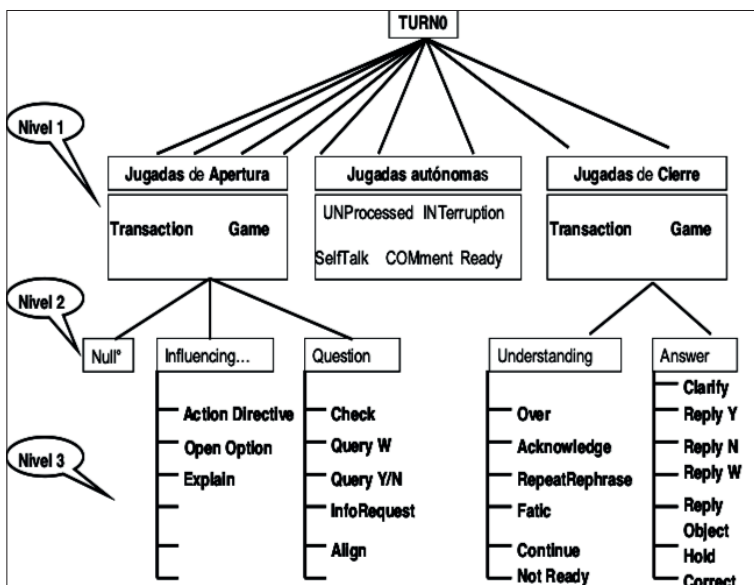 TURN0
Nivel 1
Jugadas de Apertura
Jugadas autónomas
Jugadas de Cierre
Transaction Game
UNProcessed INTerruption
SelfTalk COMment Ready
Transaction Game
Nivel 2
Null°
Influencing...
Question
Understanding
Answer
Action Directive
Open Option
Explain
Check
Query W
Query Y/N
InfoRequest
Align
Over
Acknowledge
RepeatRephrase
Fatic
Continue
Not Ready
Clarify
Reply Y
Reply N
Reply W
Reply
Object
Hold
Correct
Nivel 3